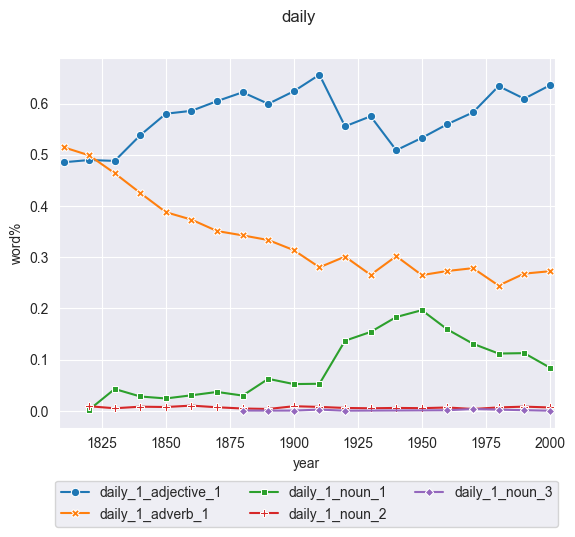 daily
0.6
0.5
0.4
0.3
0.2
0.1
0.0
word%
1825 1850 1875 1900 1925 1950 1975 2000
year
daily_1_adjective_1 daily_1_noun_1 daily_1_noun_3
daily_1_adverb_1 daily_1_noun_2